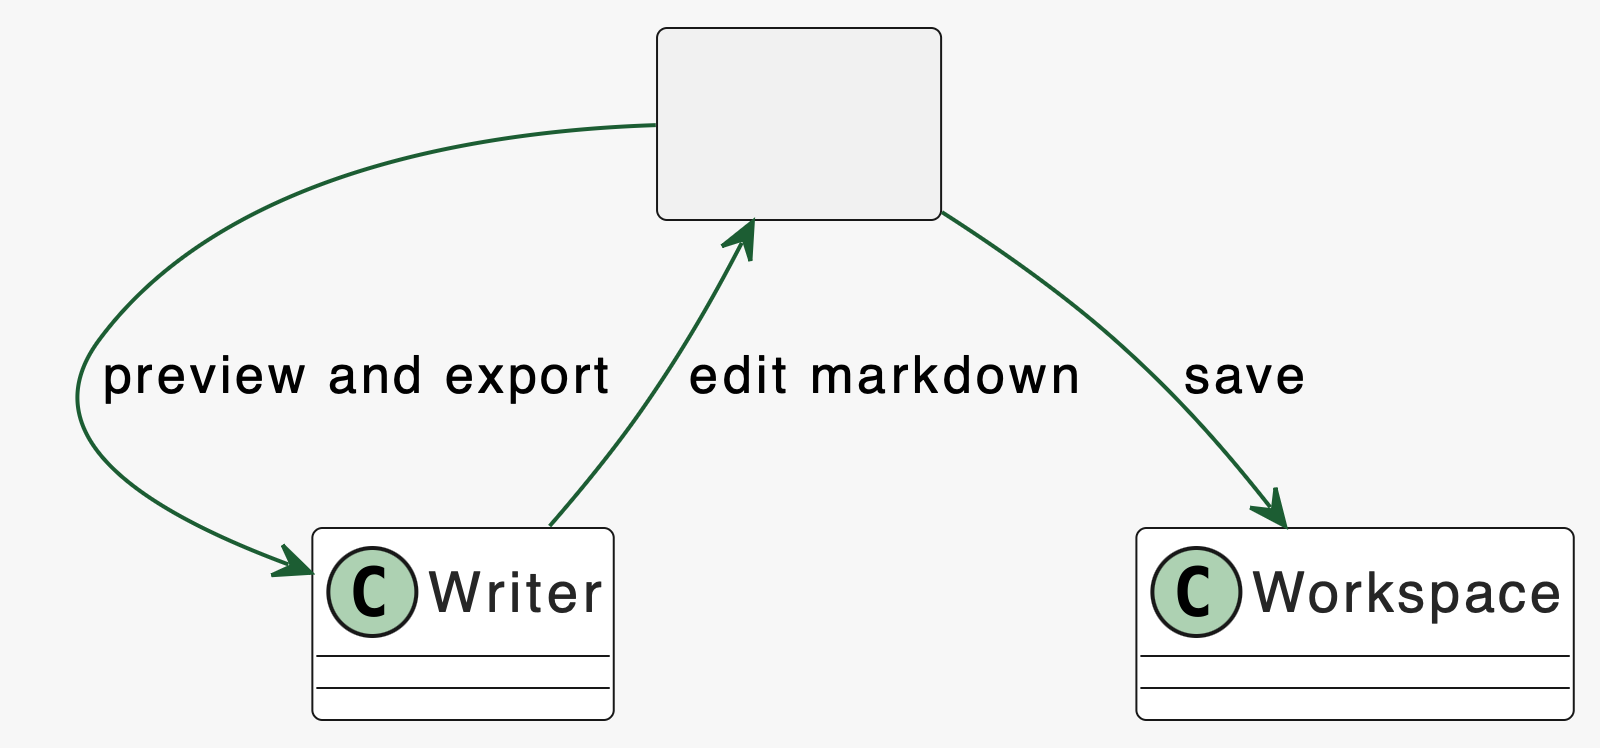 preview and export
edit markdown
save
C Writer
C Workspace